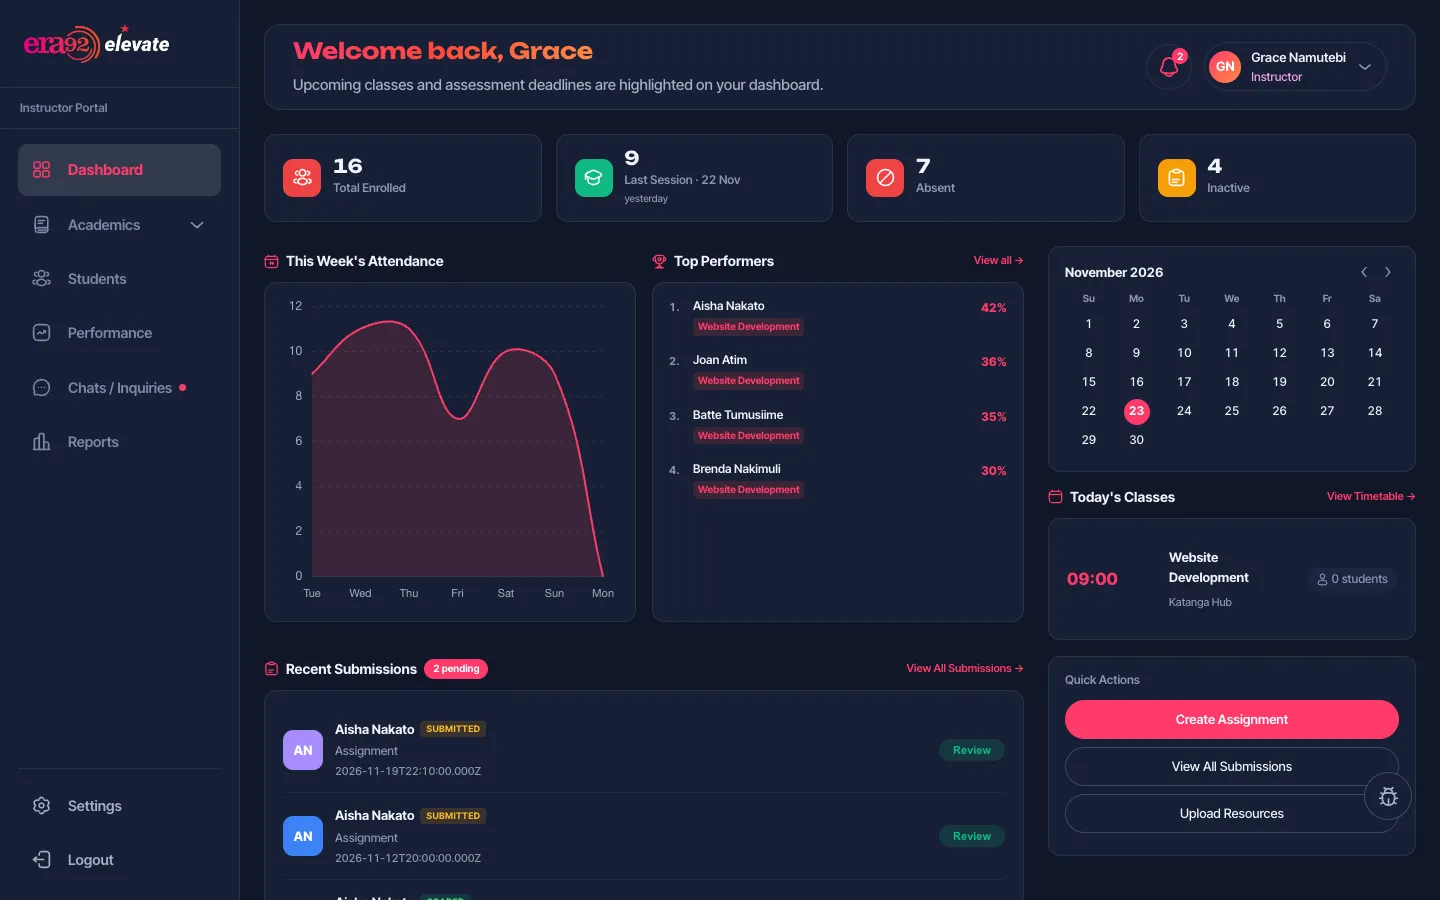 era92 elevate
Instructor Portal
Dashboard
Academics
Students
Performance
Chats / Inquiries
Reports
Settings
Logout
Welcome back, Grace
Upcoming classes and assessment deadlines are highlighted on your dashboard.
2
GN
Grace Namutebi
Instructor
16
Total Enrolled
9
Last Session · 22 Nov
yesterday
7
Absent
4
Inactive
This Week's Attendance
12
10
8
6
4
2
0
Tue Wed Thu Fri Sat Sun Mon
Top Performers
View all →
1. Aisha Nakato 42%
Website Development
2. Joan Atim 36%
Website Development
3. Batte Tumusiime 35%
Website Development
4. Brenda Nakimuli 30%
Website Development
November 2026
Su Mo Tu We Th Fr Sa
1 2 3 4 5 6 7
8 9 10 11 12 13 14
15 16 17 18 19 20 21
22 23 24 25 26 27 28
29 30
Today's Classes
View Timetable →
09:00
Website
Development
Katanga Hub
0 students
Recent Submissions 2 pending
View All Submissions →
AN
Aisha Nakato SUBMITTED
Assignment
2026-11-19T22:10:00.000Z
Review
AN
Aisha Nakato SUBMITTED
Assignment
2026-11-12T20:00:00.000Z
Review
Quick Actions
Create Assignment
View All Submissions
Upload Resources